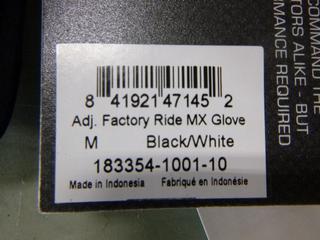 8 41921 47145 2
Adj. Factory Ride MX Glove
M Black/White
183354-1001-10
Made in Indonesia Fabriqué en Indonésie
COMMAND THE
TORS ALIKE - BUT
RMANCE REQUIRED